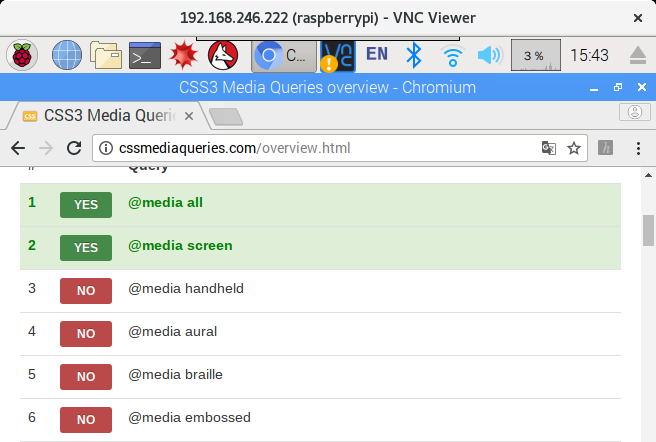 192.168.246.222 (raspberrypi) - VNC Viewer
C... EN 3 % 15:43
CSS3 Media Queries overview - Chromium
CSS3 Media Queri
cssmediaqueries.com/overview.html
# Query
1 YES @media all
2 YES @media screen
3 NO @media handheld
4 NO @media aural
5 NO @media braille
6 NO @media embossed